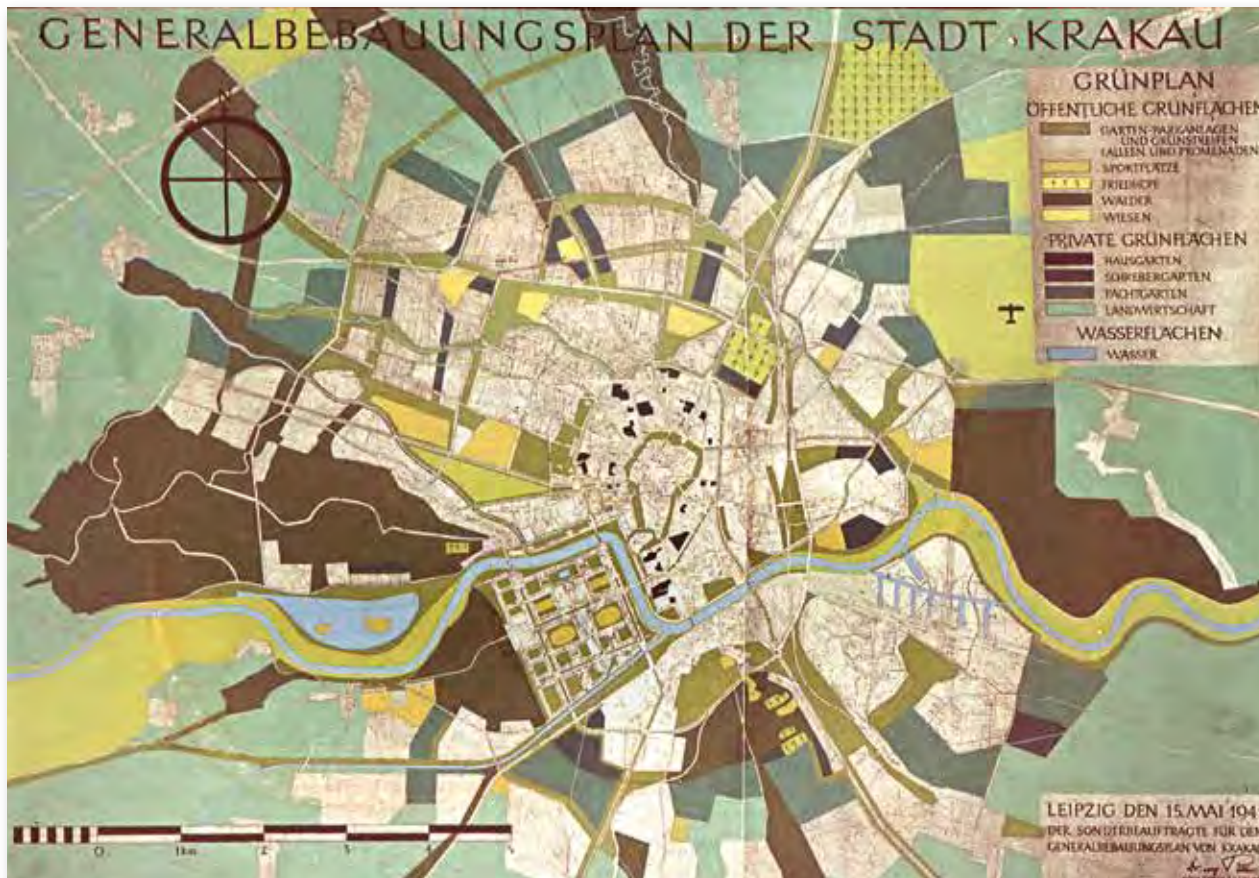 GENERALBEBAUUNGSPLAN DER STADT KRAKAU
N
GRÜNPLAN
ÖFFENTLICHE GRÜNFLÄCHEN
GARTEN-PARKANLAGEN
UND GRÜNSTREIFEN
(ALLEEN UND PROMENADEN
SPORTPLÄTZE
FRIEDHÖFE
WÄLDER
WIESEN
PRIVATE GRÜNFLÄCHEN
HAUSGÄRTEN
SCHREBERGÄRTEN
PACHTGÄRTEN
LANDWIRTSCHAFT
WASSERFLÄCHEN
WASSER
0 1km 2 3 4 5
LEIPZIG DEN 15.MAI 194
DER SONDERBEAUFTRAGTE FÜR DEN
GENERALBEBAUUNGSPLAN VON KRAKAU